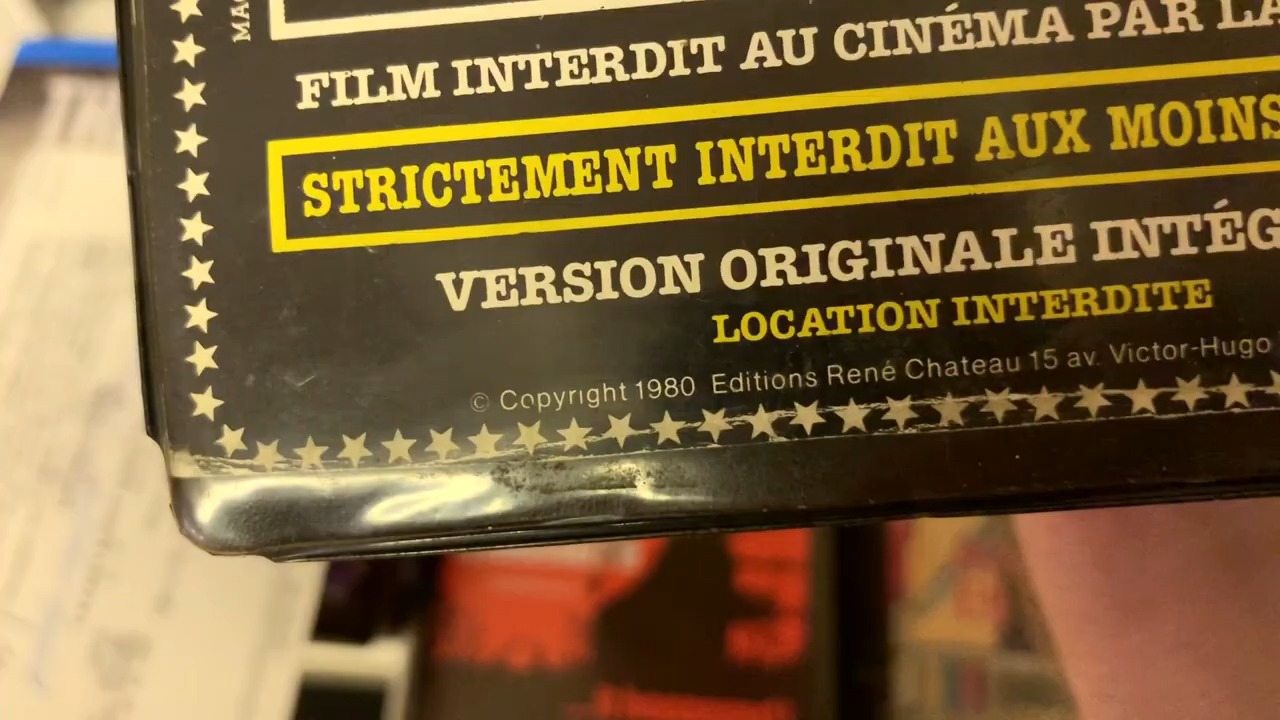 MA
FILM INTERDIT AU CINÉMA PAR LA
STRICTEMENT INTERDIT AUX MOINS
VERSION ORIGINALE INTÉG
LOCATION INTERDITE
© Copyright 1980 Editions René Chateau 15 av. Victor-Hugo